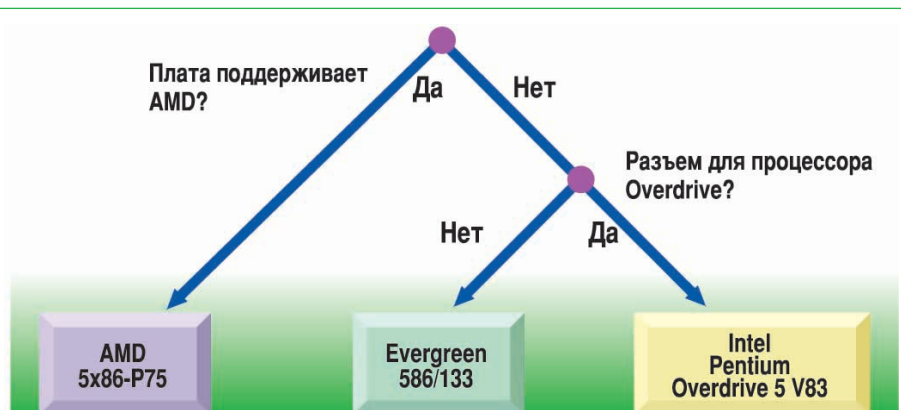 Плата поддерживает
AMD?
Да
Нет
Разъем для процессора
Overdrive?
Нет
Да
AMD
5x86-P75
Evergreen
586/133
Intel
Pentium
Overdrive 5 V83